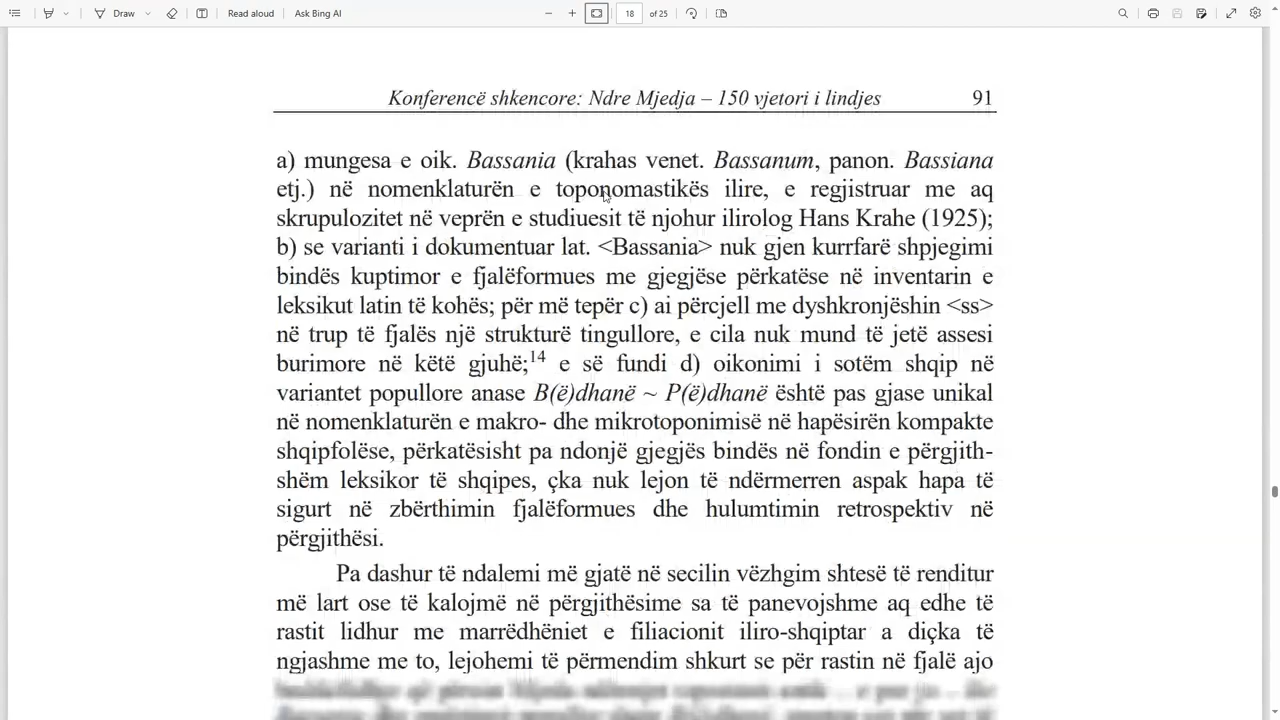 Draw
Read aloud
Ask Bing AI
18 of 25
Konferencë shkencore: Ndre Mjedja – 150 vjetori i lindjes 91
a) mungesa e oik. Bassania (krahas venet. Bassanum, panon. Bassiana
etj.) në nomenklaturën e toponomastikës ilire, e regjistruar me aq
skrupulozitet në veprën e studiuesit të njohur ilirolog Hans Krahe (1925);
b) se varianti i dokumentuar lat. <Bassania> nuk gjen kurrfarë shpjegimi
bindës kuptimor e fjalëformues me gjegjëse përkatëse në inventarin e
leksikut latin të kohës; për më tepër c) ai përcjell me dyshkronjëshin <ss>
në trup të fjalës një strukturë tingullore, e cila nuk mund të jetë assesi
burimore në këtë gjuhë;14 e së fundi d) oikonimi i sotëm shqip në
variantet popullore anase B(ë)dhanë ~ P(ë)dhanë është pas gjase unikal
në nomenklaturën e makro- dhe mikrotoponimisë në hapësirën kompakte
shqipfolëse, përkatësisht pa ndonjë gjegjës bindës në fondin e përgjith-
shëm leksikor të shqipes, çka nuk lejon të ndërmerren aspak hapa të
sigurt në zbërthimin fjalëformues dhe hulumtimin retrospektiv në
përgjithësi.
Pa dashur të ndalemi më gjatë në secilin vëzhgim shtesë të renditur
më lart ose të kalojmë në përgjithësime sa të panevojshme aq edhe të
rastit lidhur me marrëdhëniet e filiacionit iliro-shqiptar a diçka të
ngjashme me to, lejohemi të përmendim shkurt se për rastin në fjalë ajo